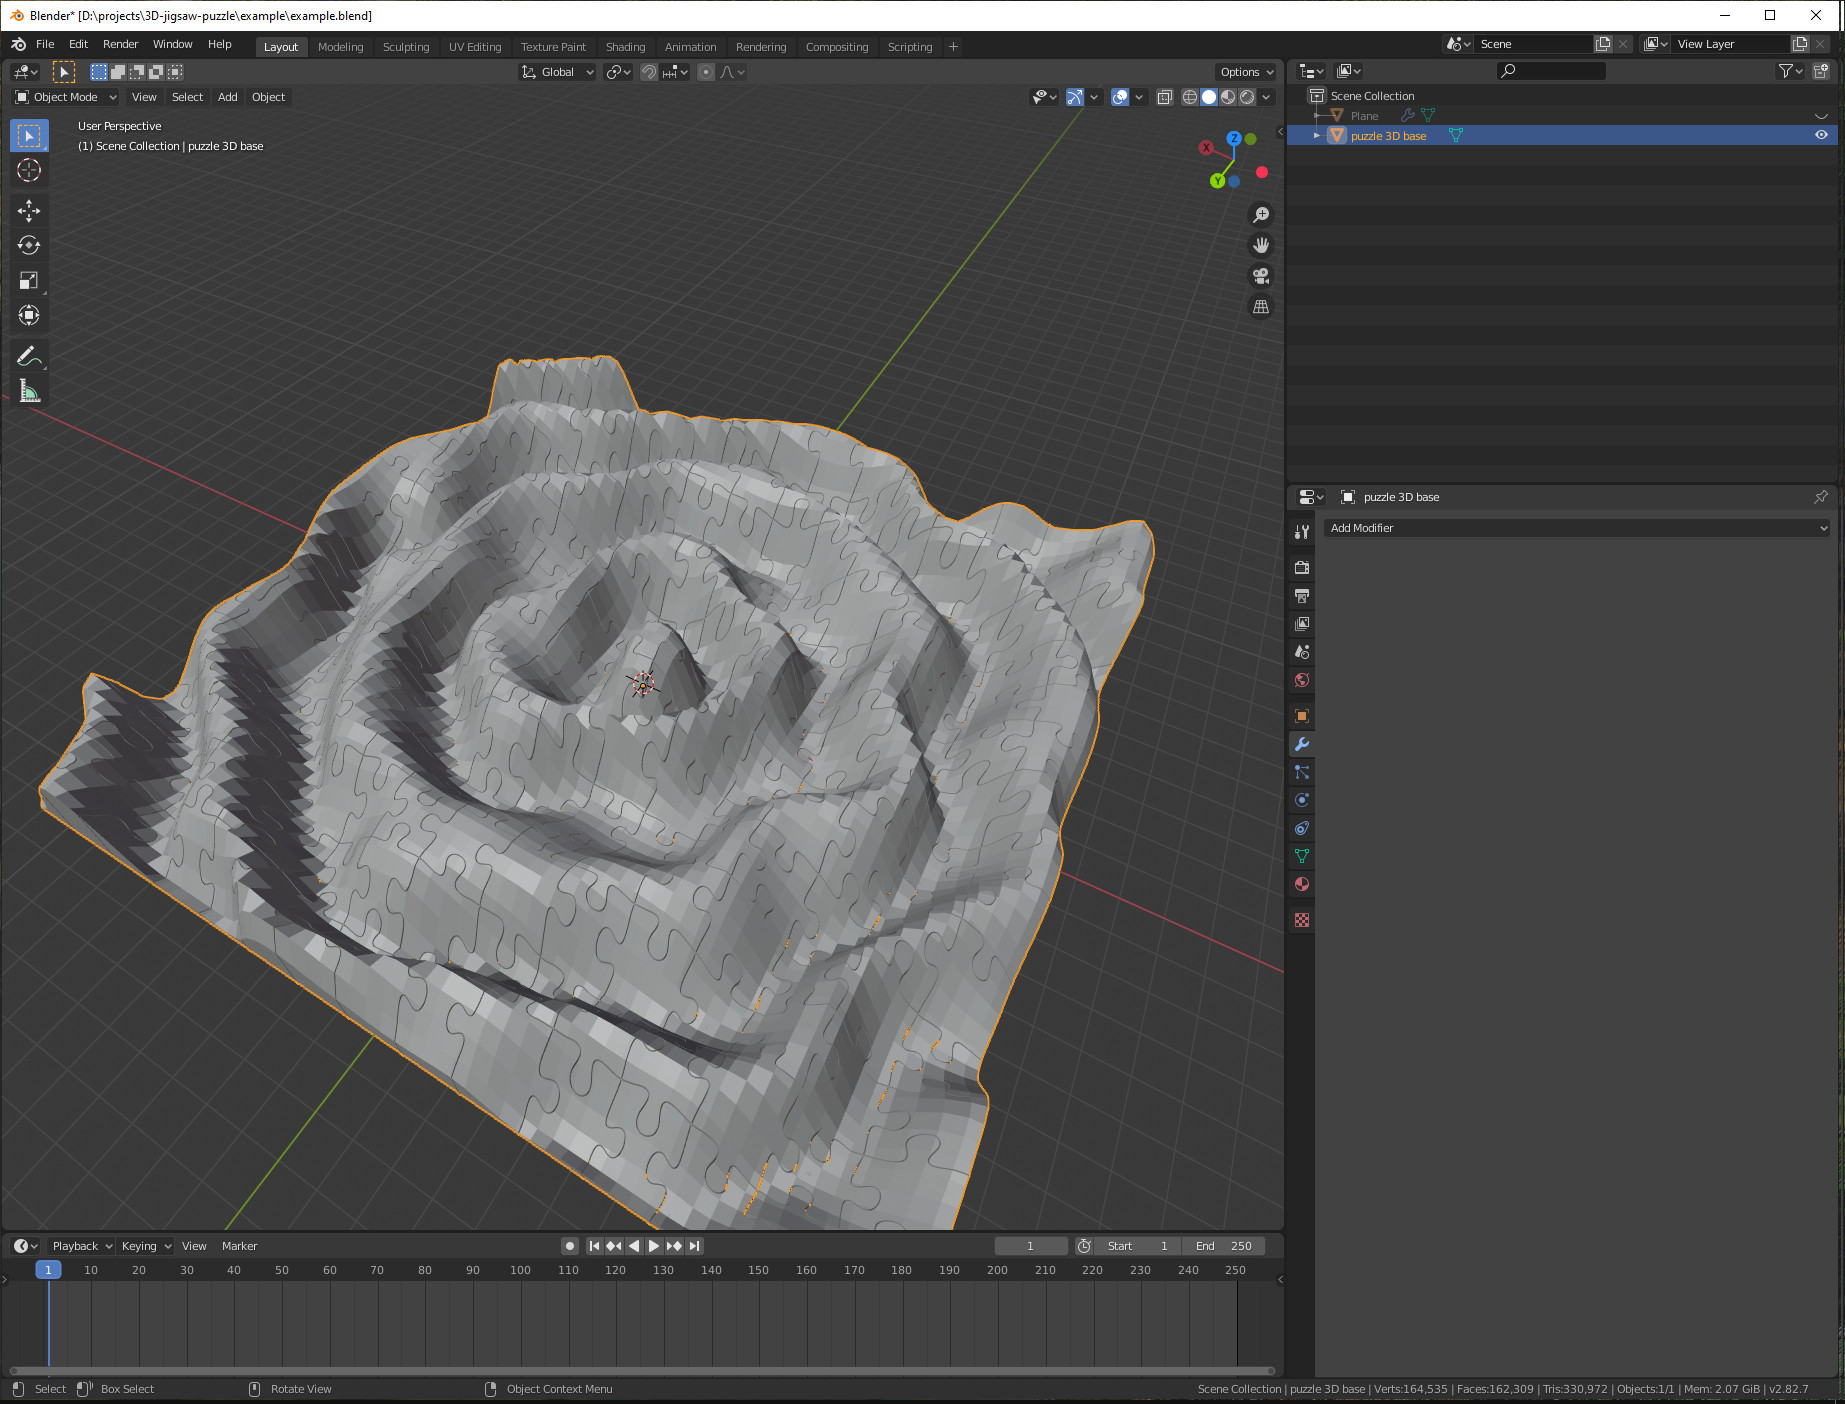 Blender* [D:\projects\3D-jigsaw-puzzle\example\example.blend]
File Edit Render Window Help Layout Modeling Sculpting UV Editing Texture Paint Shading Animation Rendering Compositing Scripting + Scene View Layer
Global Options
Object Mode View Select Add Object
User Perspective
(1) Scene Collection | puzzle 3D base
Z
X
Y
Scene Collection
Plane
puzzle 3D base
puzzle 3D base
Add Modifier
Playback Keying View Marker 1 Start 1 End 250
1 10 20 30 40 50 60 70 80 90 100 110 120 130 140 150 160 170 180 190 200 210 220 230 240 250
Select Box Select Rotate View Object Context Menu Scene Collection | puzzle 3D base | Verts:164,535 | Faces:162,309 | Tris:330,972 | Objects:1/1 | Mem: 2.07 GiB | v2.82.7